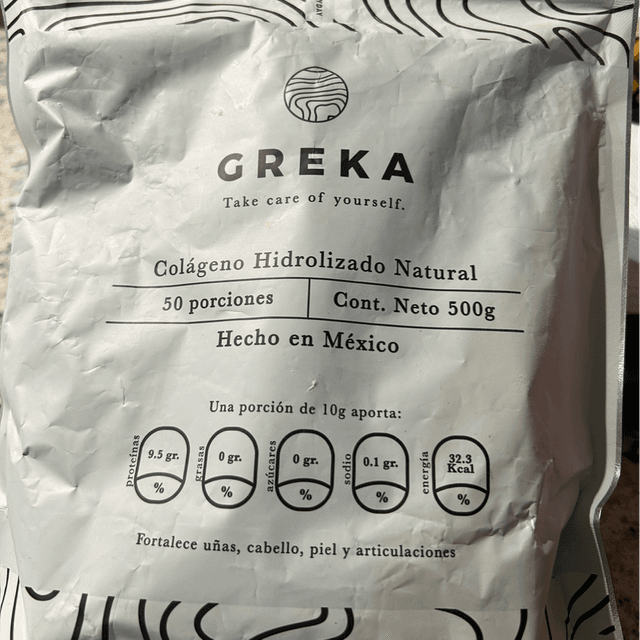 GREKA
Take care of yourself.
Colágeno Hidrolizado Natural
50 porciones
Cont. Neto 500g
Hecho en México
Una porción de 10g aporta:
proteínas
9.5 gr.
%
grasas
0 gr.
%
azúcares
0 gr.
%
sodio
0.1 gr.
%
energía
32.3
Kcal
%
Fortalece uñas, cabello, piel y articulaciones